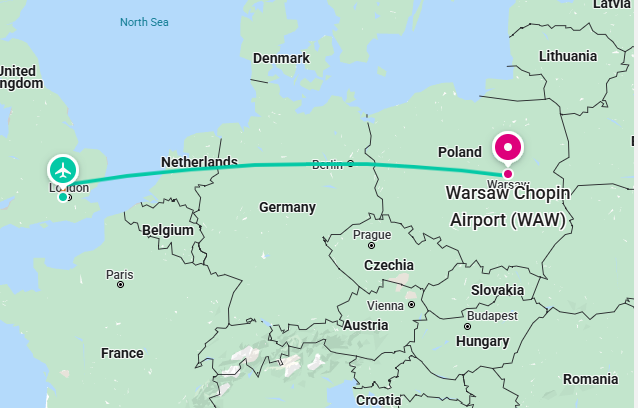 Latvia
North Sea
Denmark
Lithuania
United
ngdom
Netherlands
Berlin
Poland
London
Warsaw
Warsaw Chopin
Airport (WAW)
Germany
Belgium
Prague
Czechia
Paris
Slovakia
Vienna
Budapest
Austria
Hungary
France
Romania
Croatia